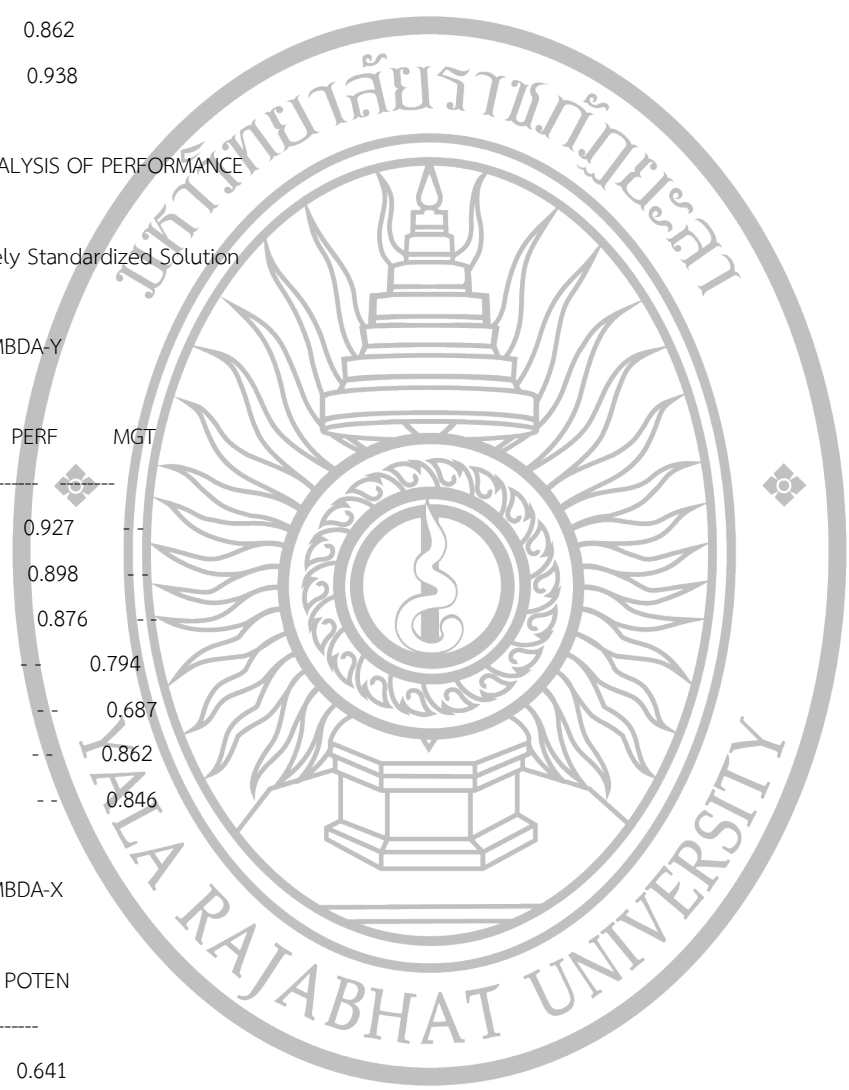 0.862
0.938
ALYSIS OF PERFORMANCE
ely Standardized Solution
MBDA-Y
PERF MGT
------ --------
0.927 - -
0.898 - -
0.876 - -
- - 0.794
- - 0.687
- - 0.862
- - 0.846
MBDA-X
POTEN
------
0.641
มหาวิทยาลัยราชภัฏยะลา
YALA RAJABHAT UNIVERSITY